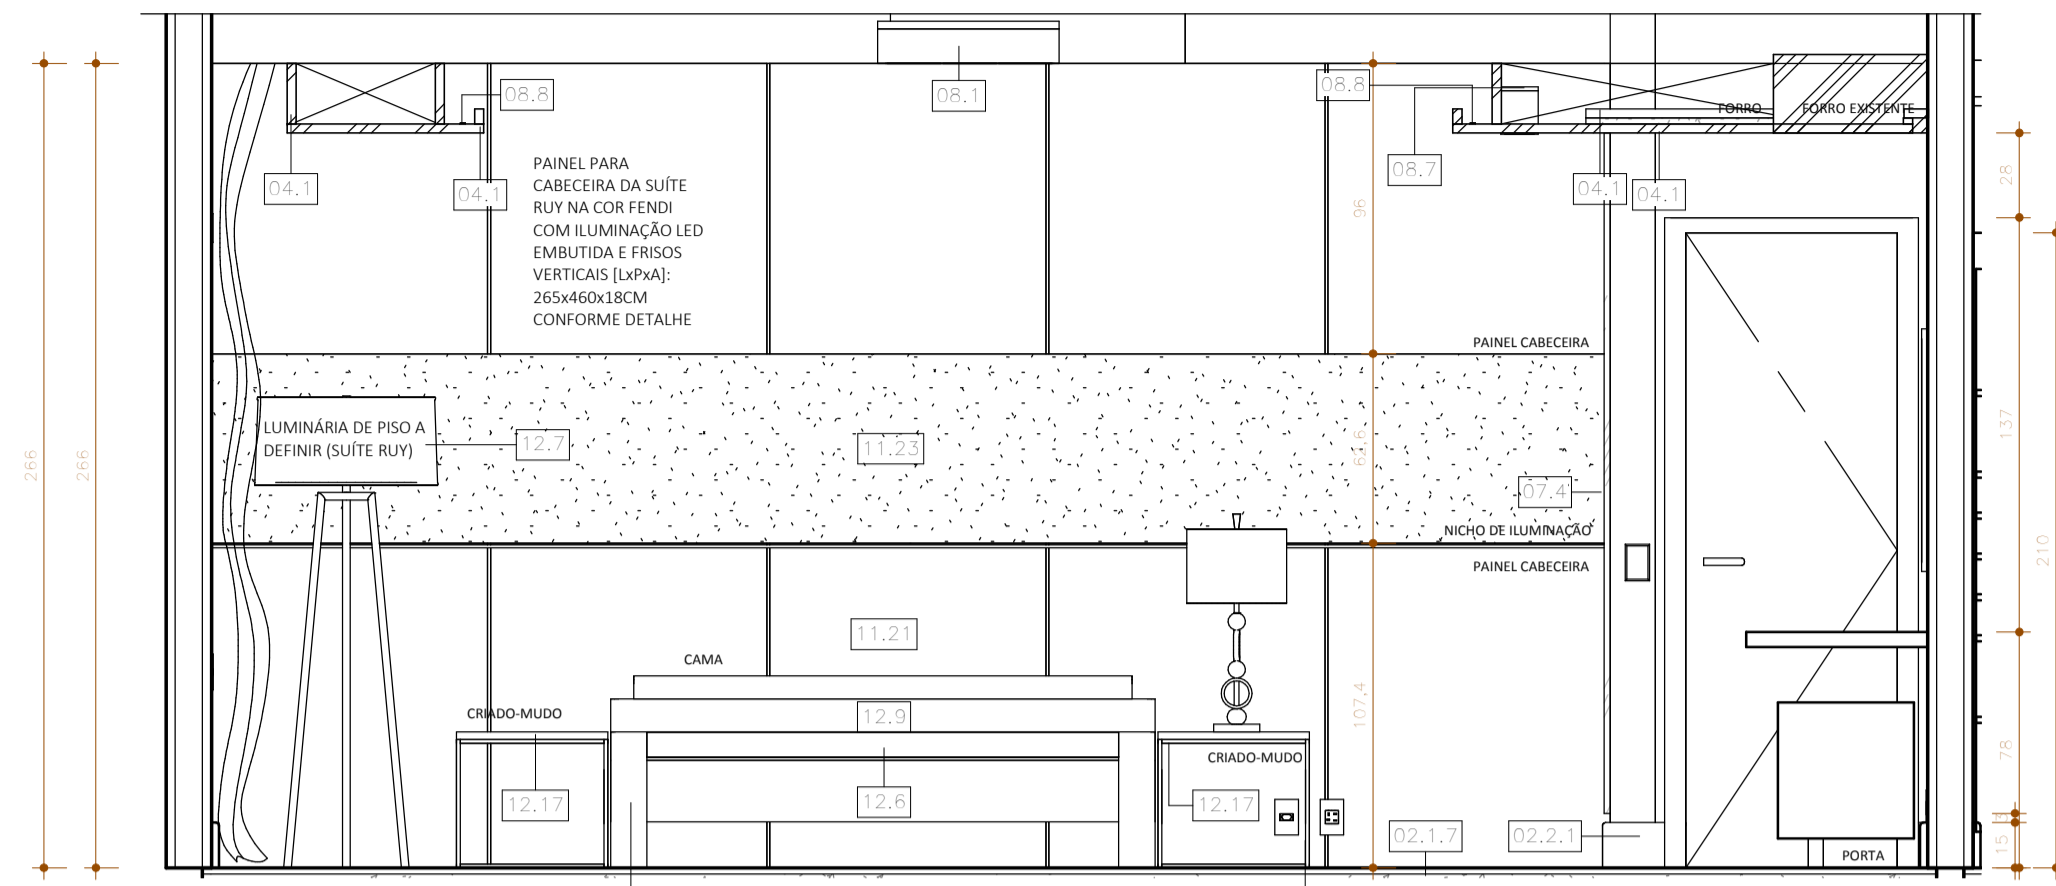 08.8
08.1
08.8
FORRO
FORRO EXISTENTE
04.1
04.1
08.7
04.1
04.1
28
PAINEL PARA
CABECEIRA DA SUÍTE
RUY NA COR FENDI
COM ILUMINAÇÃO LED
EMBUTIDA E FRISOS
VERTICAIS [LxPxA]:
265x460x18CM
CONFORME DETALHE
96
PAINEL CABECEIRA
LUMINÁRIA DE PISO A
DEFINIR (SUÍTE RUY)
12.7
11.23
62,6
137
266
266
07.4
NICHO DE ILUMINAÇÃO
210
PAINEL CABECEIRA
11.21
CAMA
107,4
CRIADO-MUDO
12.9
78
CRIADO-MUDO
12.17
12.6
12.17
02.1.7
02.2.1
15
PORTA